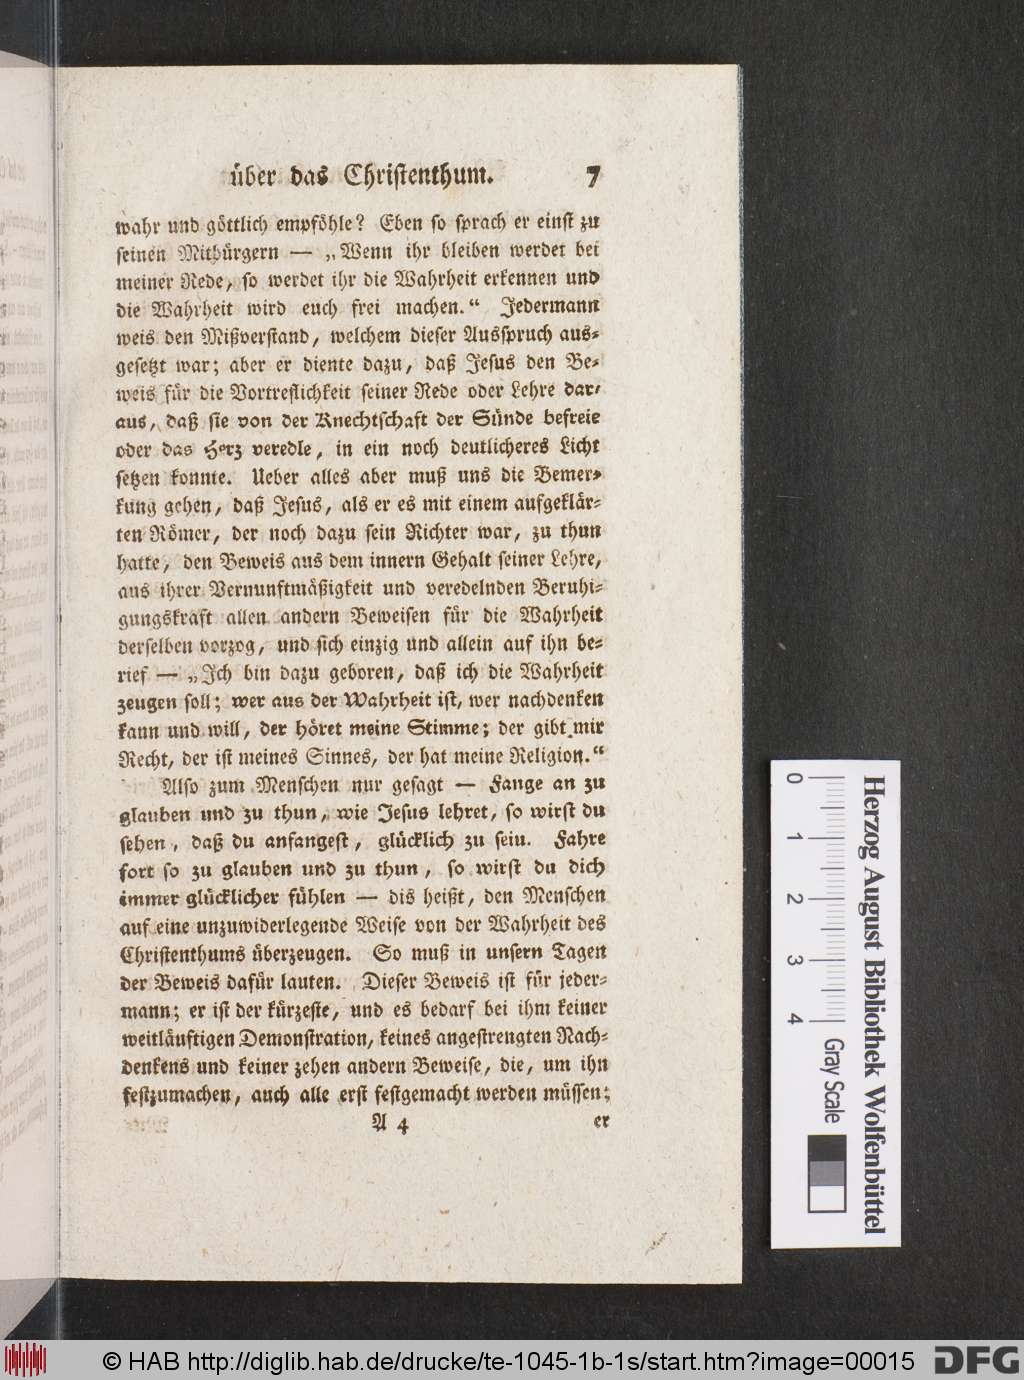 über das Christenthum. 7
wahr und göttlich empföhle? Eben so sprach er einst zu
seinen Mitbürgern — „Wenn ihr bleiben werdet bei
meiner Rede, so werdet ihr die Wahrheit erkennen und
die Wahrheit wird euch frei machen.“ Jedermann
weis den Mißverstand, welchem dieser Ausspruch aus-
gesetzt war; aber er diente dazu, daß Jesus den Be-
weis für die Vortreflichkeit seiner Rede oder Lehre dar-
aus, daß sie von der Knechtschaft der Sünde befreie
oder das Herz veredle, in ein noch deutlicheres Licht
setzen konnte. Ueber alles aber muß uns die Bemer-
kung gehen, daß Jesus, als er es mit einem aufgeklär-
ten Römer, der noch dazu sein Richter war, zu thun
hatte, den Beweis aus dem innern Gehalt seiner Lehre,
aus ihrer Vernunftmäßigkeit und veredelnden Beruhi-
gungskraft allen andern Beweisen für die Wahrheit
derselben vorzog, und sich einzig und allein auf ihn be-
rief — „Ich bin dazu geboren, daß ich die Wahrheit
zeugen soll; wer aus der Wahrheit ist, wer nachdenken
kann und will, der höret meine Stimme; der gibt mir
Recht, der ist meines Sinnes, der hat meine Religion.“
Also zum Menschen nur gesagt — Fange an zu
glauben und zu thun, wie Jesus lehret, so wirst du
sehen, daß du anfangest, glücklich zu sein. Fahre
fort so zu glauben und zu thun, so wirst du dich
immer glücklicher fühlen — dis heißt, den Menschen
auf eine unzuwiderlegende Weise von der Wahrheit des
Christenthums überzeugen. So muß in unsern Tagen
der Beweis dafür lauten. Dieser Beweis ist für jeder-
mann; er ist der kürzeste, und es bedarf bei ihm keiner
weitläuftigen Demonstration, keines angestrengten Nach-
denkens und keiner zehen andern Beweise, die, um ihn
festzumachen, auch alle erst festgemacht werden müssen;
A 4 er
0 1 2 3 4 Gray Scale
Herzog August Bibliothek Wolfenbüttel
© HAB http://diglib.hab.de/drucke/te-1045-1b-1s/start.htm?image=00015
DFG